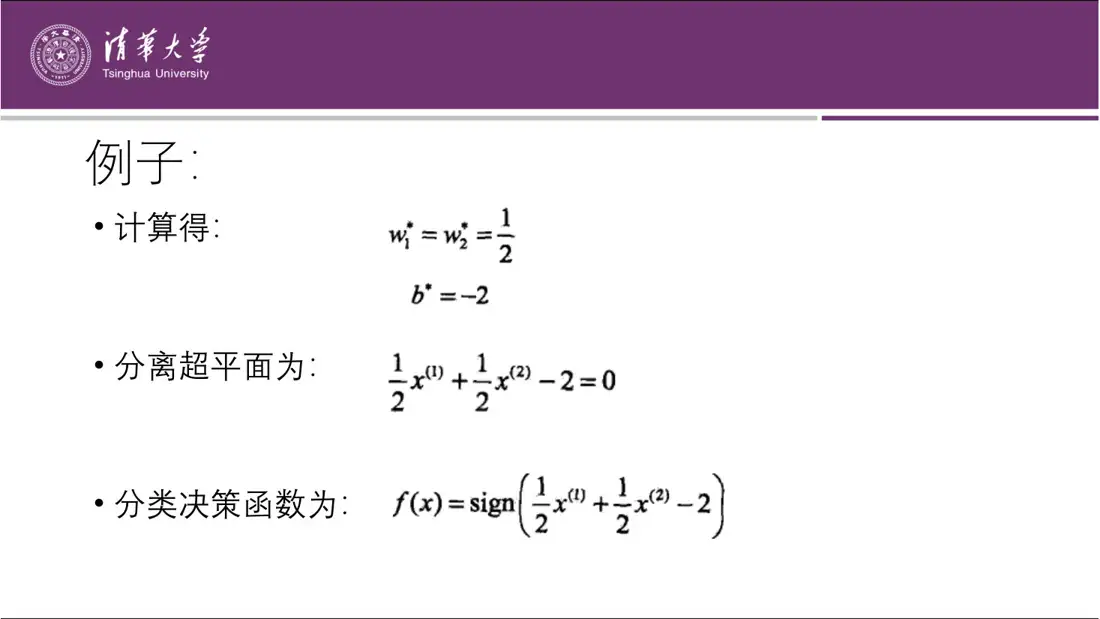 清华大学
Tsinghua University
例子：
• 计算得：
w₁* = w₂* = 1/2
b* = −2
• 分离超平面为：
1/2 x⁽¹⁾ + 1/2 x⁽²⁾ − 2 = 0
• 分类决策函数为：
f(x) = sign(1/2 x⁽¹⁾ + 1/2 x⁽²⁾ − 2)